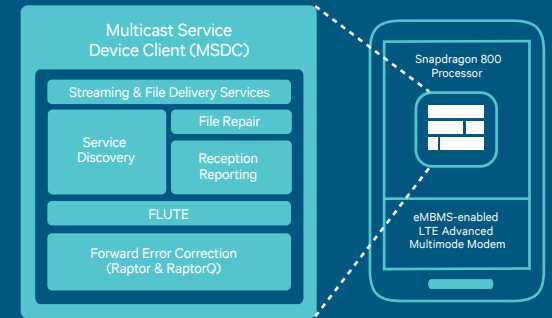 Multicast Service
Device Client (MSDC)
Streaming & File Delivery Services
Service
Discovery
File Repair
Reception
Reporting
FLUTE
Forward Error Correction
(Raptor & RaptorQ)
Snapdragon 800
Processor
eMBMS-enabled
LTE Advanced
Multimode Modem